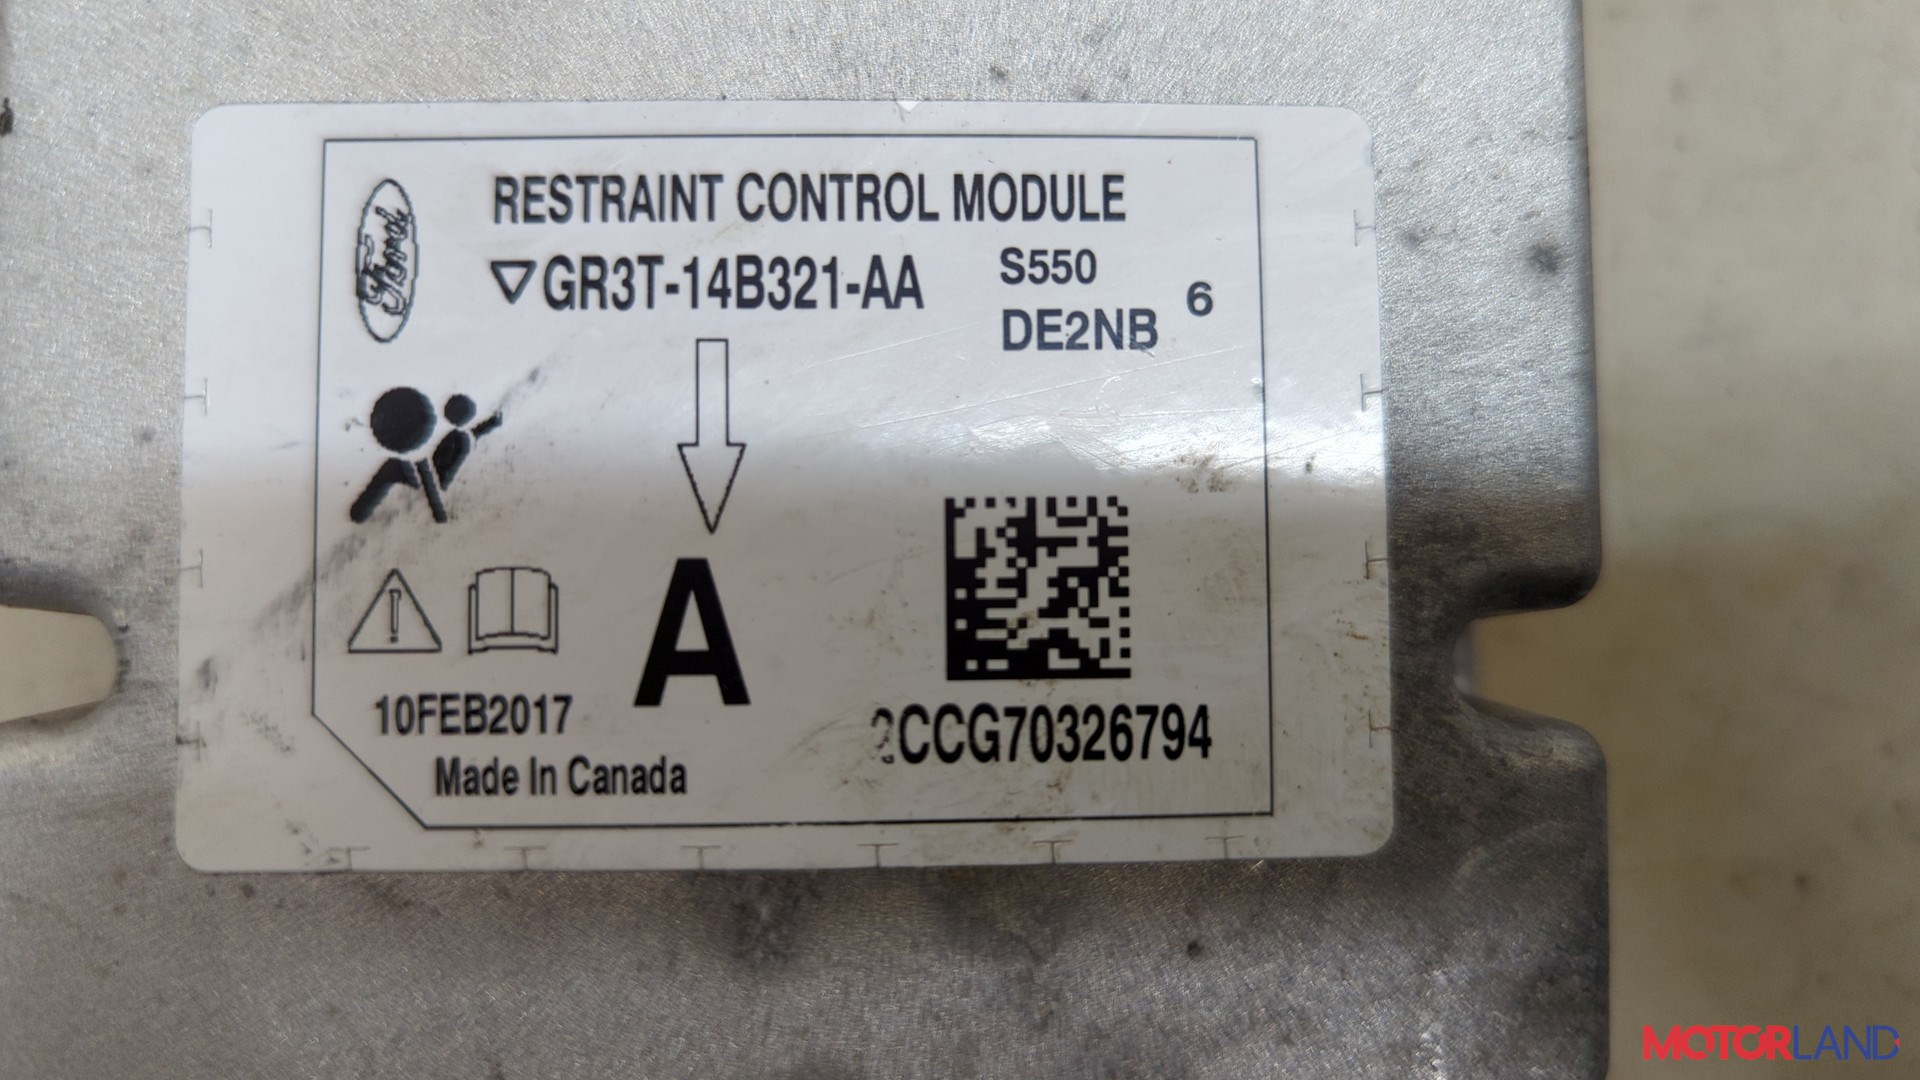 Ford
RESTRAINT CONTROL MODULE
GR3T-14B321-AA
S550
DE2NB
6
A
10FEB2017
Made In Canada
CCG70326794
MOTORLAND